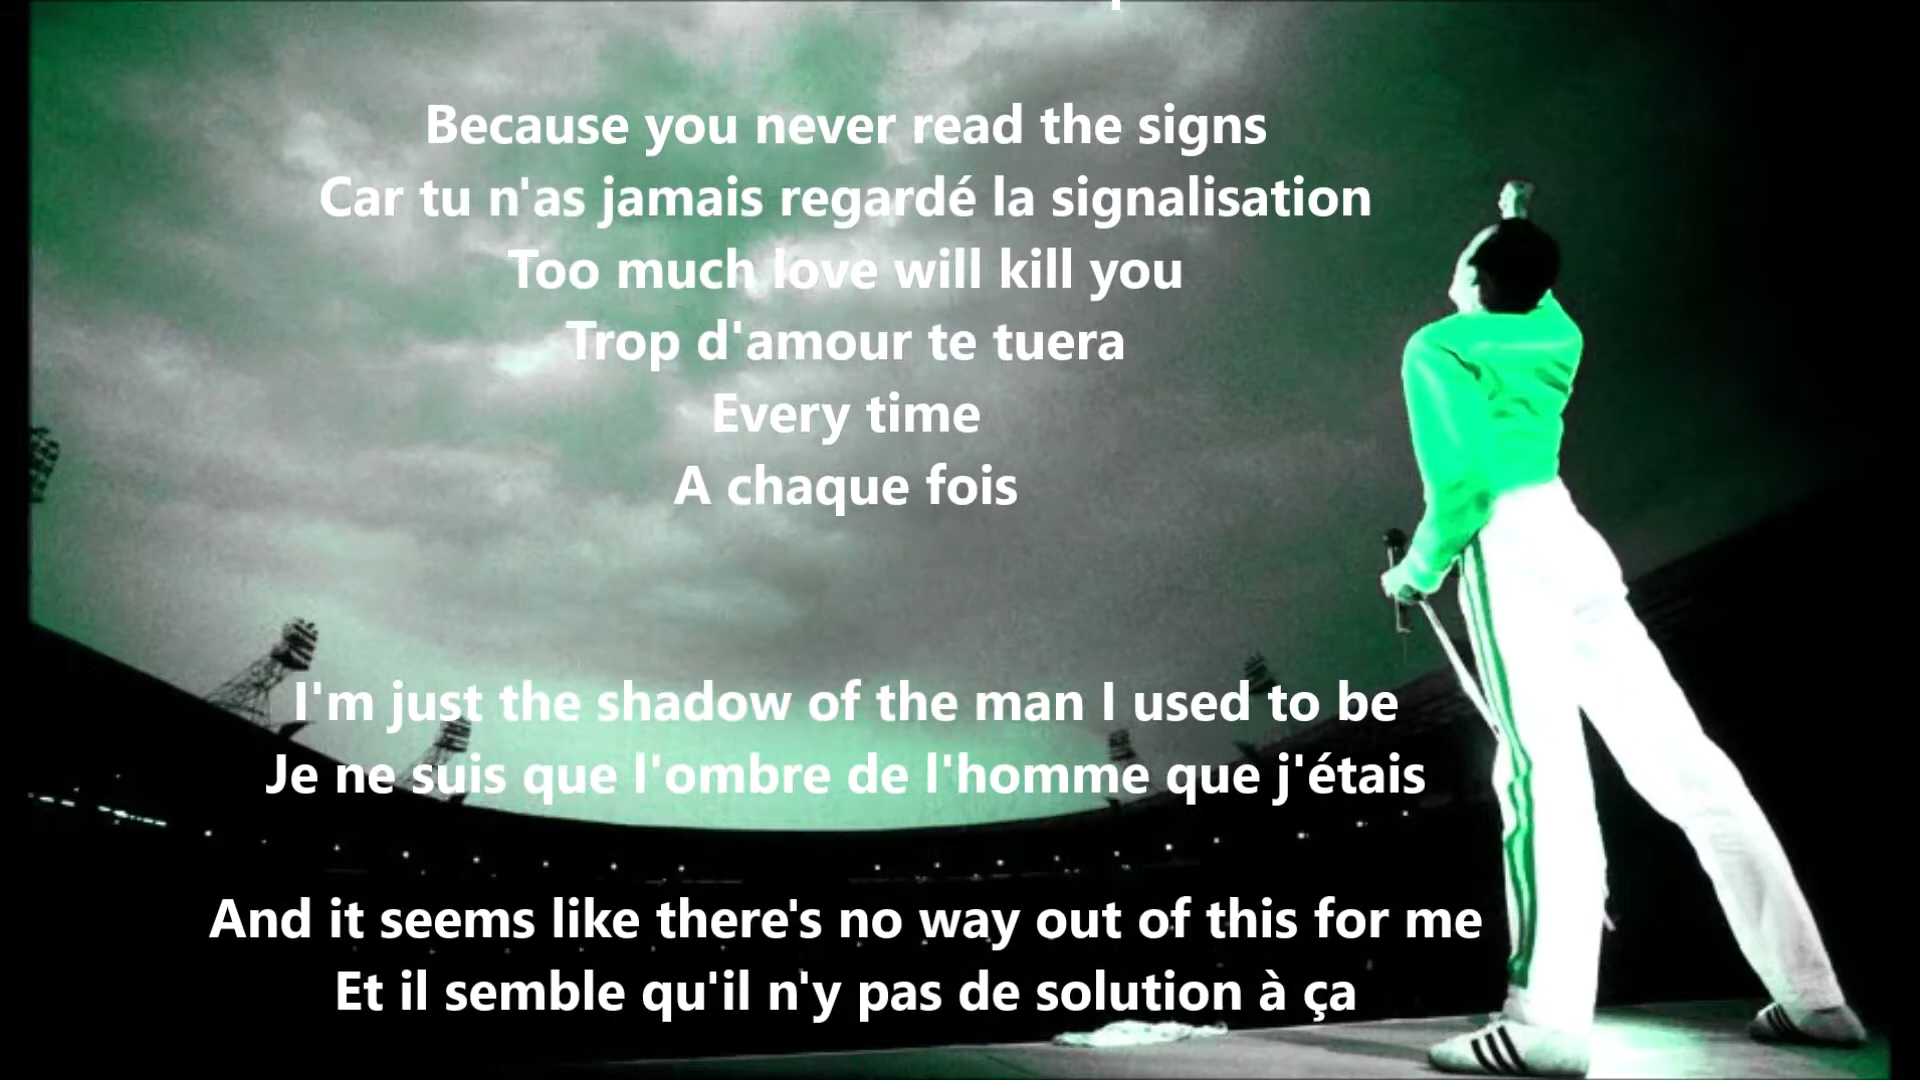 Because you never read the signs
Car tu n'as jamais regardé la signalisation
Too much love will kill you
Trop d'amour te tuera
Every time
A chaque fois
I'm just the shadow of the man I used to be
Je ne suis que l'ombre de l'homme que j'étais
And it seems like there's no way out of this for me
Et il semble qu'il n'y pas de solution à ça